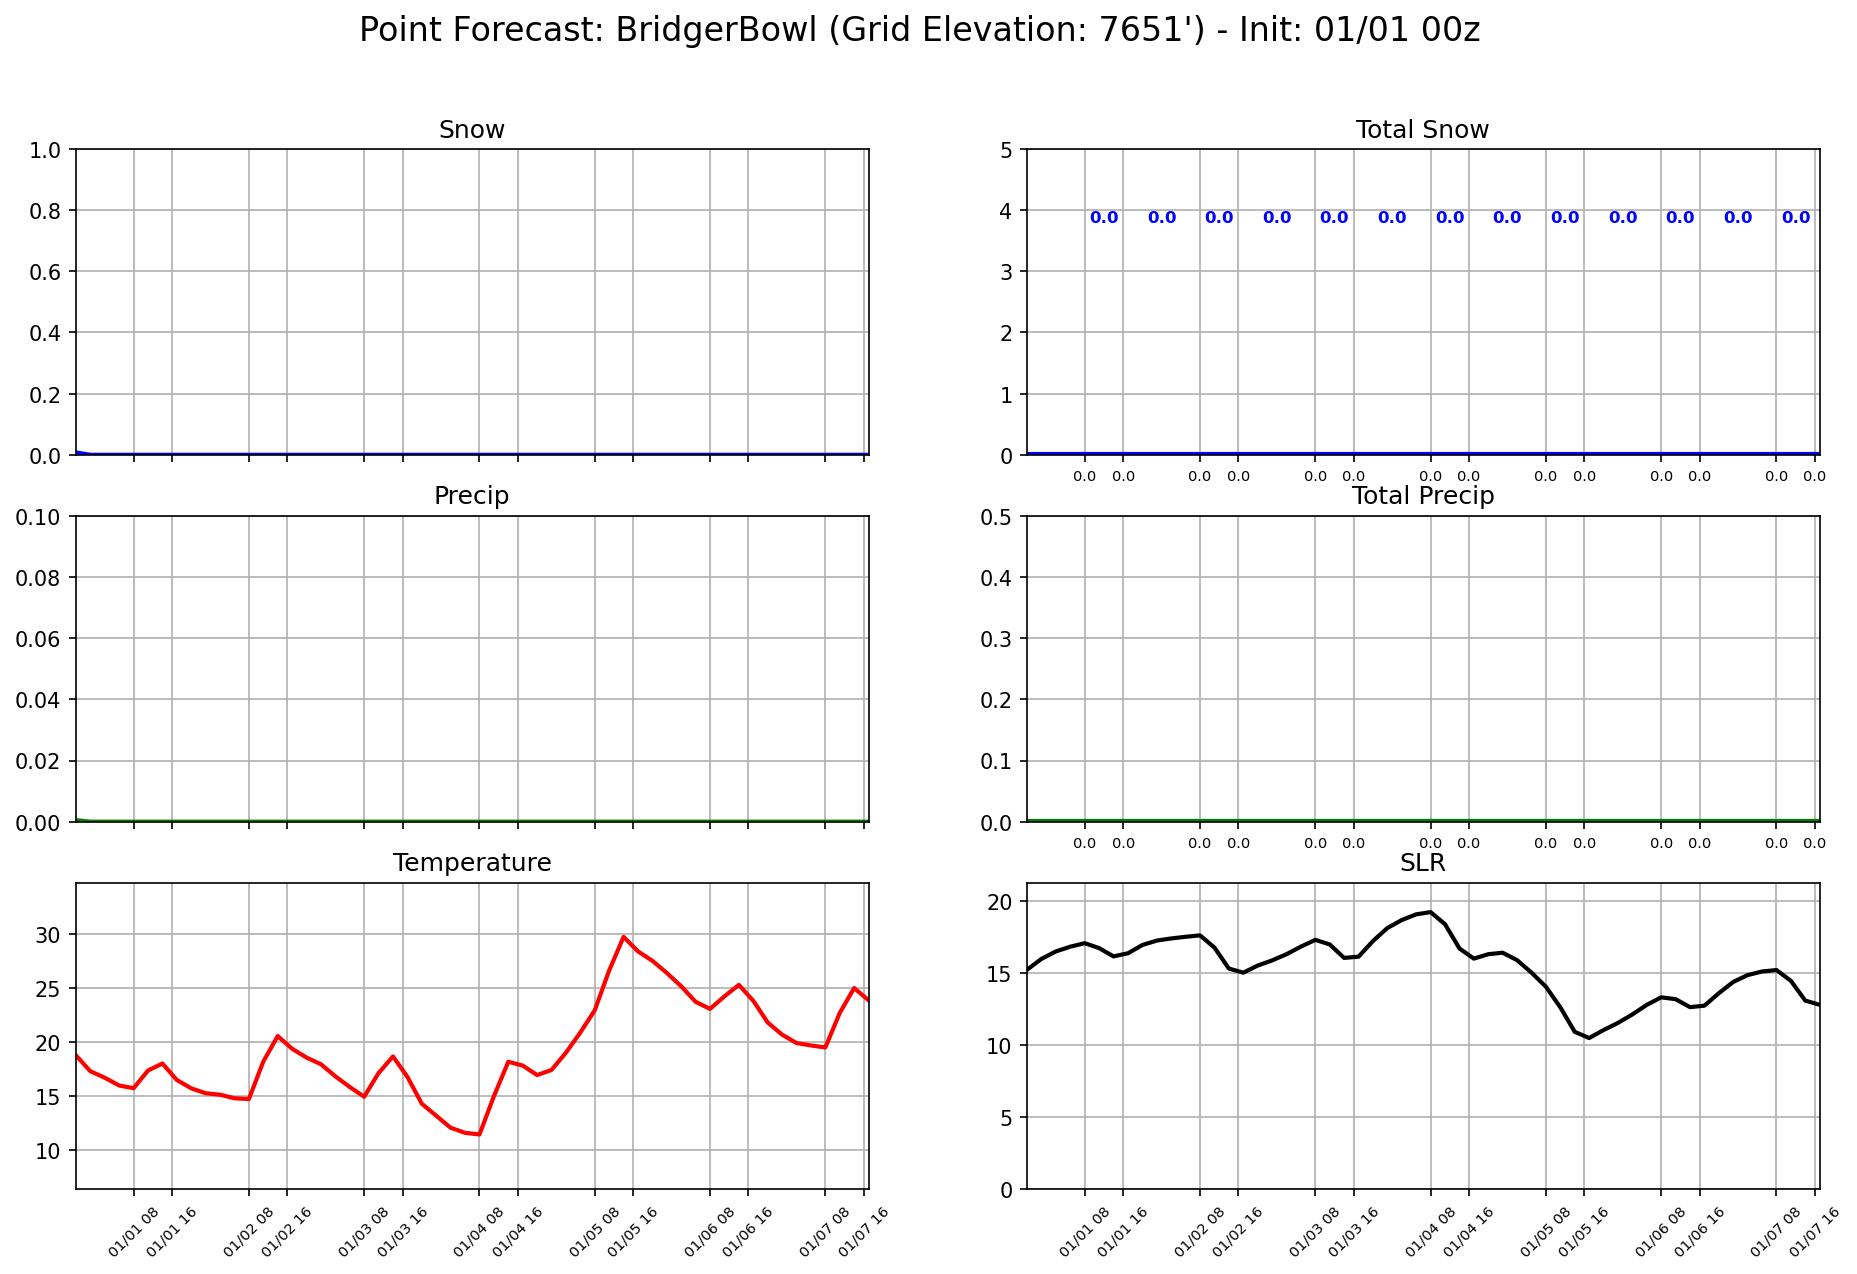 Point Forecast: BridgerBowl (Grid Elevation: 7651') - Init: 01/01 00z
Snow
1.0
0.8
0.6
0.4
0.2
0.0
Total Snow
5
4
3
2
1
0
0.0 0.0 0.0 0.0 0.0 0.0 0.0 0.0 0.0 0.0 0.0 0.0 0.0
0.0 0.0 0.0 0.0 0.0 0.0 0.0 0.0 0.0 0.0 0.0 0.0 0.0 0.0
Precip
0.10
0.08
0.06
0.04
0.02
0.00
Total Precip
0.5
0.4
0.3
0.2
0.1
0.0
0.0 0.0 0.0 0.0 0.0 0.0 0.0 0.0 0.0 0.0 0.0 0.0 0.0 0.0
Temperature
30
25
20
15
10
01/01 08 01/01 16 01/02 08 01/02 16 01/03 08 01/03 16 01/04 08 01/04 16 01/05 08 01/05 16 01/06 08 01/06 16 01/07 08 01/07 16
SLR
20
15
10
5
0
01/01 08 01/01 16 01/02 08 01/02 16 01/03 08 01/03 16 01/04 08 01/04 16 01/05 08 01/05 16 01/06 08 01/06 16 01/07 08 01/07 16